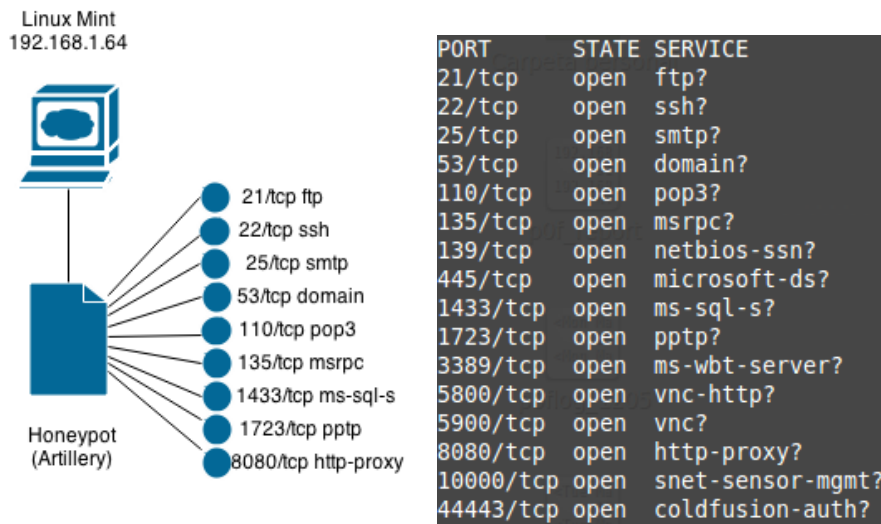 Linux Mint
192.168.1.64
21/tcp ftp
22/tcp ssh
25/tcp smtp
53/tcp domain
110/tcp pop3
135/tcp msrpc
1433/tcp ms-sql-s
1723/tcp pptp
8080/tcp http-proxy
Honeypot
(Artillery)
PORT STATE SERVICE
21/tcp open ftp?
22/tcp open ssh?
25/tcp open smtp?
53/tcp open domain?
110/tcp open pop3?
135/tcp open msrpc?
139/tcp open netbios-ssn?
445/tcp open microsoft-ds?
1433/tcp open ms-sql-s?
1723/tcp open pptp?
3389/tcp open ms-wbt-server?
5800/tcp open vnc-http?
5900/tcp open vnc?
8080/tcp open http-proxy?
10000/tcp open snet-sensor-mgmt?
44443/tcp open coldfusion-auth?